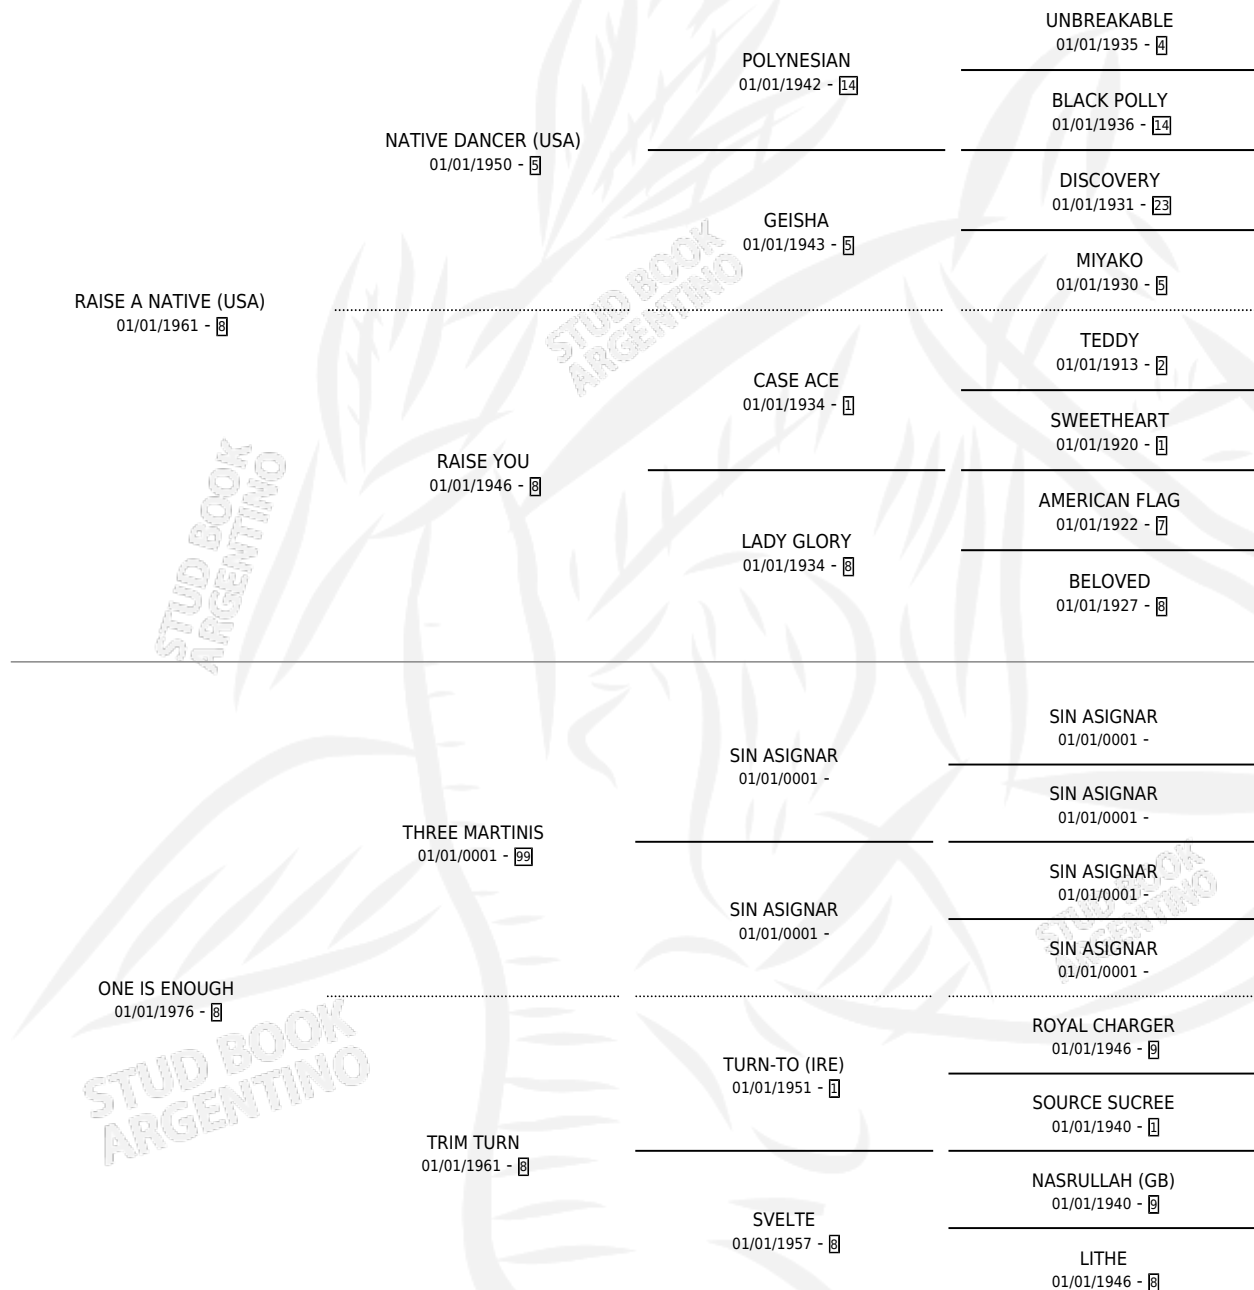 UNBREAKABLE
01/01/1935 - 4
POLYNESIAN
01/01/1942 - 14
BLACK POLLY
01/01/1936 - 14
NATIVE DANCER (USA)
01/01/1950 - 5
DISCOVERY
01/01/1931 - 23
GEISHA
01/01/1943 - 5
MIYAKO
01/01/1930 - 5
STUD BOOK
ARGENTINO
RAISE A NATIVE (USA)
01/01/1961 - 8
TEDDY
01/01/1913 - 2
CASE ACE
01/01/1934 - 1
SWEETHEART
01/01/1920 - 1
RAISE YOU
01/01/1946 - 8
AMERICAN FLAG
01/01/1922 - 7
LADY GLORY
01/01/1934 - 8
BELOVED
01/01/1927 - 8
STUD BOOK
ARGENTINO
SIN ASIGNAR
01/01/0001 -
SIN ASIGNAR
01/01/0001 -
SIN ASIGNAR
01/01/0001 -
THREE MARTINIS
01/01/0001 - 99
SIN ASIGNAR
01/01/0001 -
SIN ASIGNAR
01/01/0001 -
SIN ASIGNAR
01/01/0001 -
STUD BOOK
ARGENTINO
ONE IS ENOUGH
01/01/1976 - 8
ROYAL CHARGER
01/01/1946 - 9
TURN-TO (IRE)
01/01/1951 - 1
SOURCE SUCREE
01/01/1940 - 1
STUD BOOK
ARGENTINO
TRIM TURN
01/01/1961 - 8
NASRULLAH (GB)
01/01/1940 - 9
SVELTE
01/01/1957 - 8
LITHE
01/01/1946 - 8